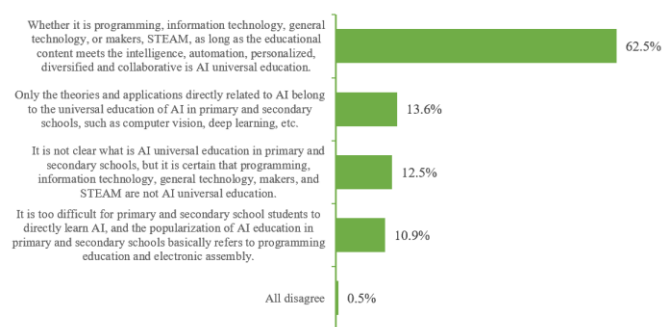 Whether it is programming, information technology, general
technology, or makers, STEAM, as long as the educational
content meets the intelligence, automation, personalized,
diversified and collaborative is AI universal education.
62.5%
Only the theories and applications directly related to AI belong
to the universal education of AI in primary and secondary
schools, such as computer vision, deep learning, etc.
13.6%
It is not clear what is AI universal education in primary and
secondary schools, but it is certain that programming,
information technology, general technology, makers, and
STEAM are not AI universal education.
12.5%
It is too difficult for primary and secondary school students to
directly learn AI, and the popularization of AI education in
primary and secondary schools basically refers to programming
education and electronic assembly.
10.9%
All disagree
0.5%